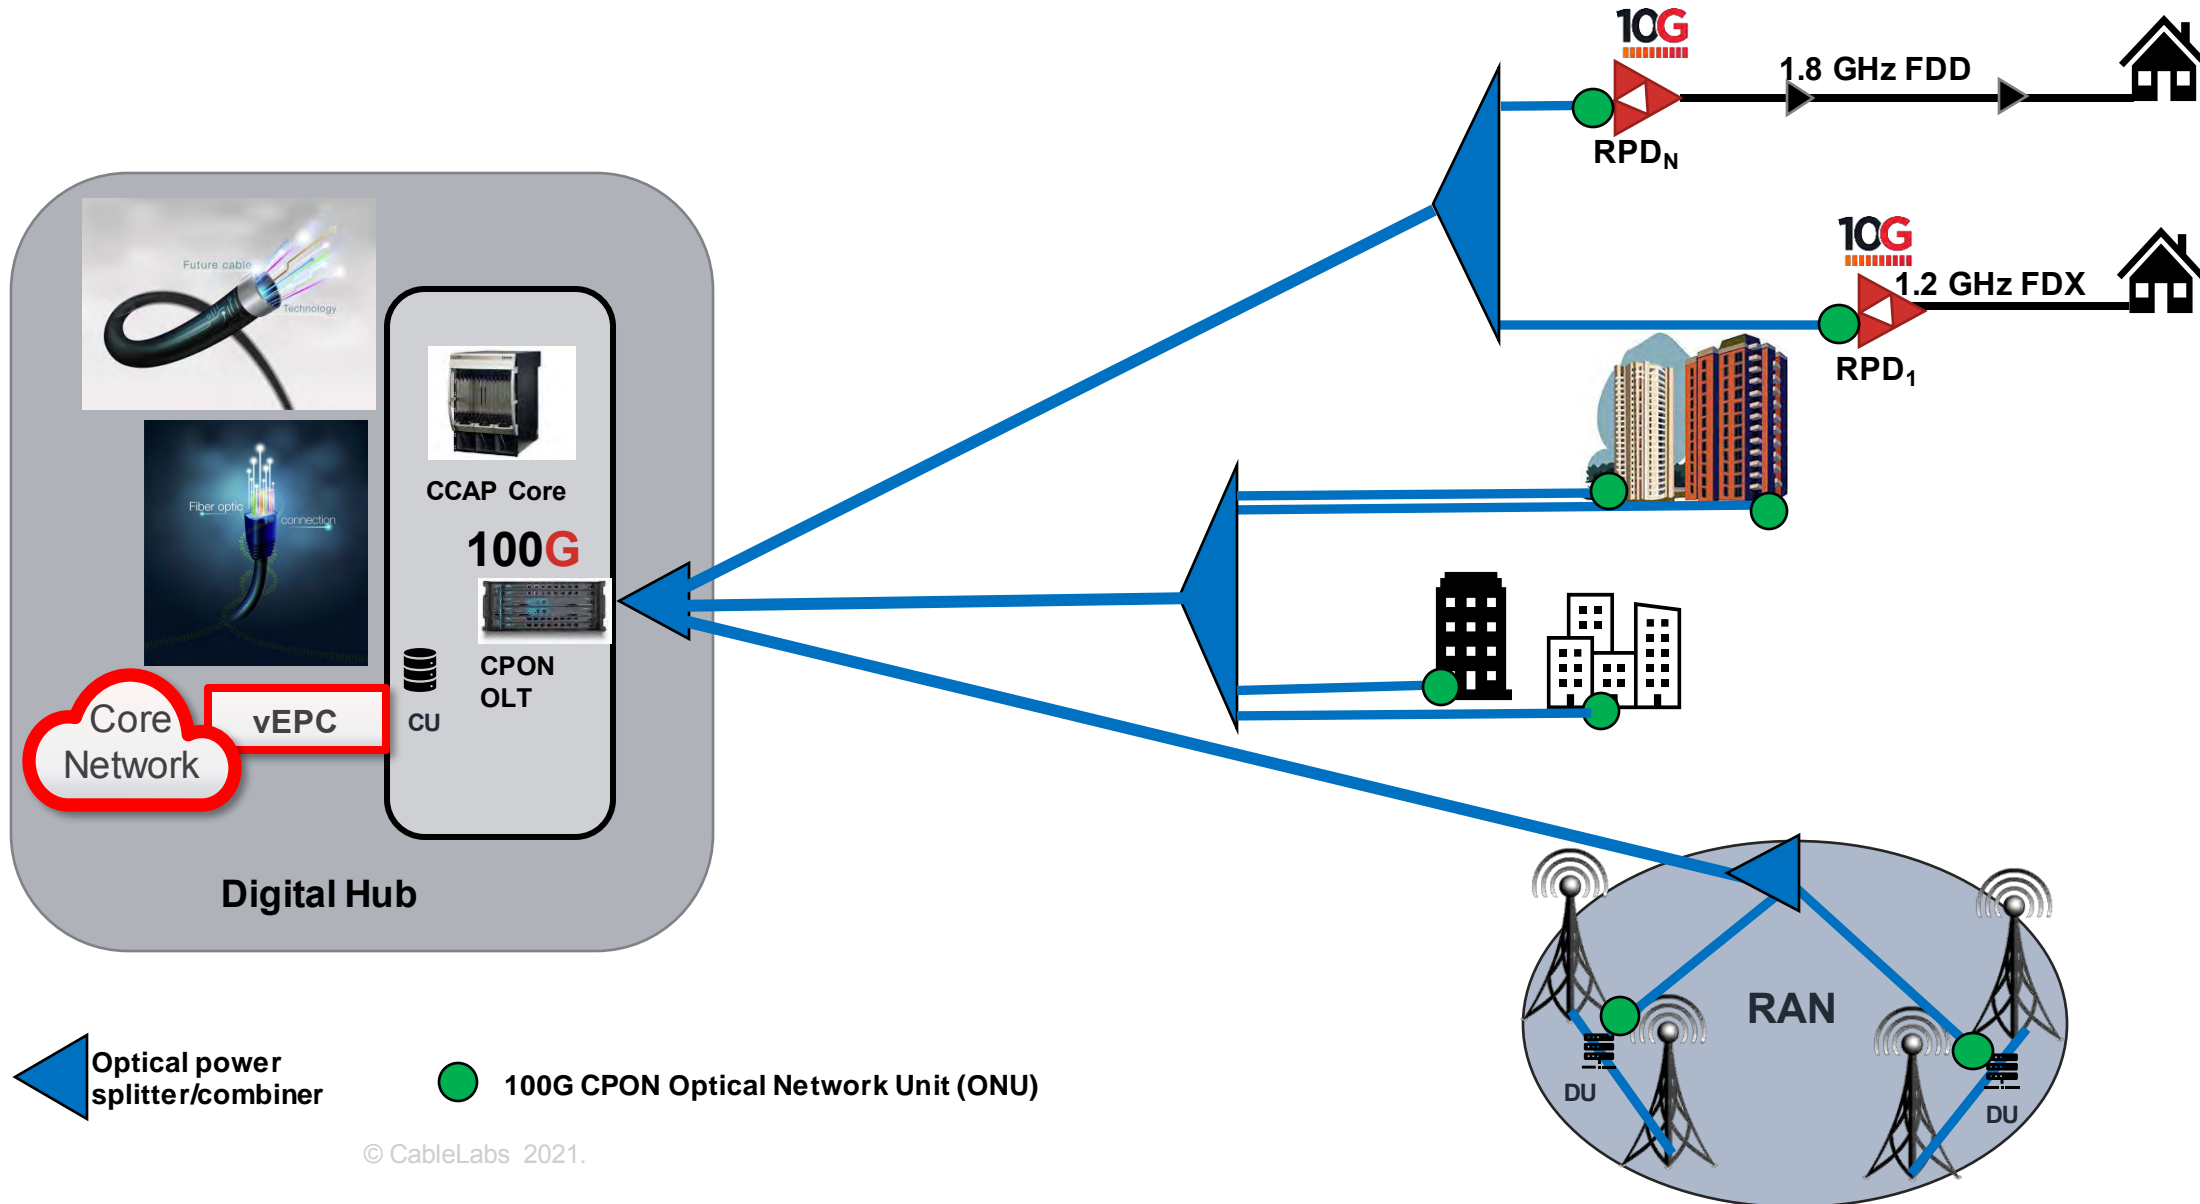 10G
1.8 GHz FDD
RPDN
10G
1.2 GHz FDX
RPD1
Future cable
Technology
Fiber optic
connection
CCAP Core
100G
CPON
OLT
CU
vEPC
Core
Network
Digital Hub
RAN
DU
DU
Optical power
splitter/combiner
100G CPON Optical Network Unit (ONU)
© CableLabs 2021.